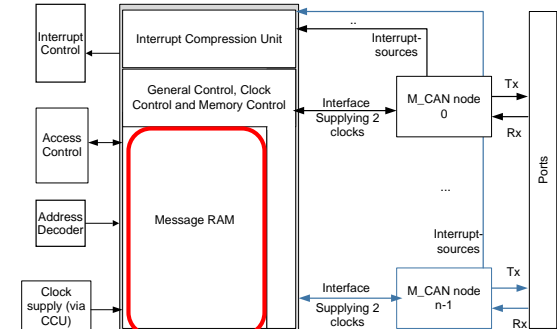 Interrupt
Control
Interrupt Compression Unit
..
Interrupt-
sources
General Control, Clock
Control and Memory Control
Interface
Supplying 2
clocks
M_CAN node
0
Tx
Rx
Access
Control
Ports
...
Message RAM
Address
Decoder
Interrupt-
sources
Clock
supply (via
CCU)
Interface
Supplying 2
clocks
M_CAN node
n-1
Tx
Rx